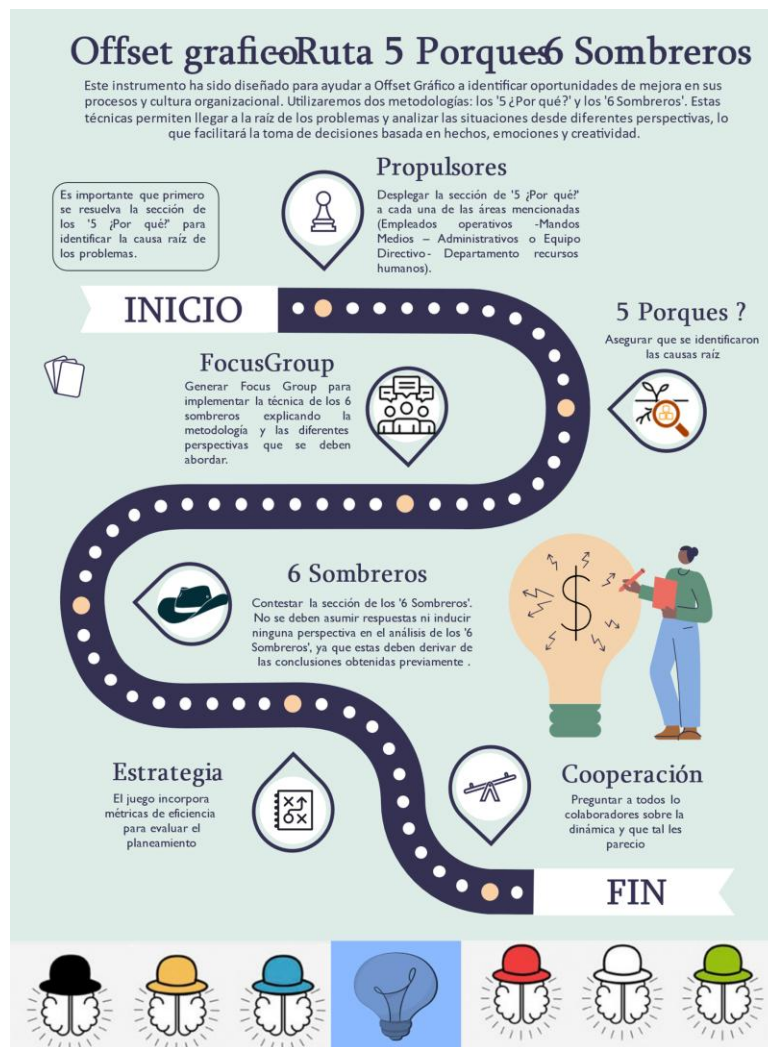 Offset grafico–Ruta 5 Porques–6 Sombreros
Este instrumento ha sido diseñado para ayudar a Offset Gráfico a identificar oportunidades de mejora en sus
procesos y cultura organizacional. Utilizaremos dos metodologías: los '5 ¿Por qué?' y los '6 Sombreros'. Estas
técnicas permiten llegar a la raíz de los problemas y analizar las situaciones desde diferentes perspectivas, lo
que facilitará la toma de decisiones basada en hechos, emociones y creatividad.
Es importante que primero
se resuelva la sección de
los '5 ¿Por qué?' para
identificar la causa raíz de
los problemas.
Propulsores
Desplegar la sección de '5 ¿Por qué?'
a cada una de las áreas mencionadas
(Empleados operativos -Mandos
Medios – Administrativos o Equipo
Directivo- Departamento recursos
humanos).
INICIO
5 Porques ?
Asegurar que se identificaron
las causas raíz
FocusGroup
Generar Focus Group para
implementar la técnica de los 6
sombreros explicando la
metodología y las diferentes
perspectivas que se deben
abordar.
6 Sombreros
Contestar la sección de los '6 Sombreros'.
No se deben asumir respuestas ni inducir
ninguna perspectiva en el análisis de los '6
Sombreros', ya que estas deben derivar de
las conclusiones obtenidas previamente .
$
Estrategia
El juego incorpora
métricas de eficiencia
para evaluar el
planeamiento
Cooperación
Preguntar a todos lo
colaboradores sobre la
dinámica y que tal les
parecio
FIN